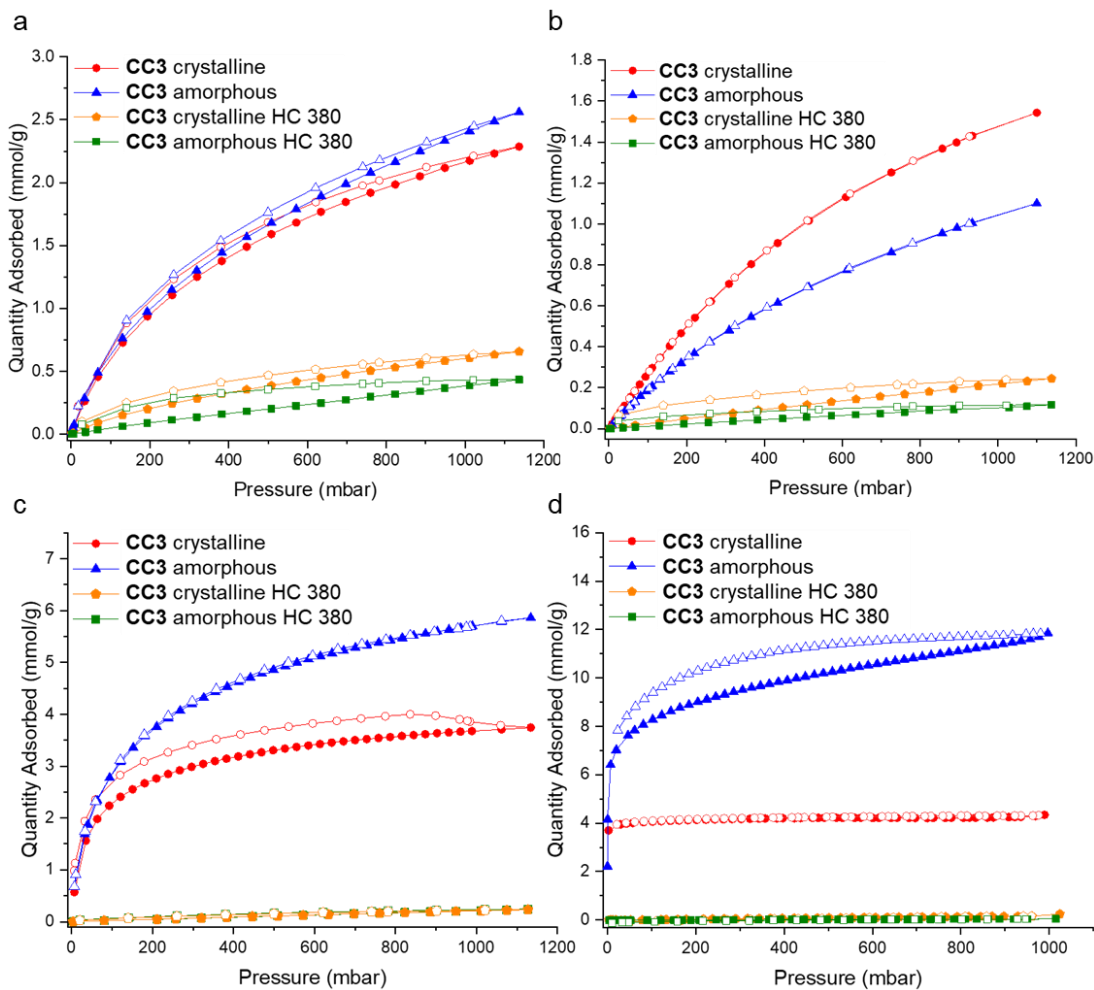 a
3.0
2.5
2.0
1.5
1.0
0.5
0.0
Quantity Adsorbed (mmol/g)
CC3 crystalline
CC3 amorphous
CC3 crystalline HC 380
CC3 amorphous HC 380
0 200 400 600 800 1000 1200
Pressure (mbar)
b
1.8
1.6
1.4
1.2
1.0
0.8
0.6
0.4
0.2
0.0
Quantity Adsorbed (mmol/g)
CC3 crystalline
CC3 amorphous
CC3 crystalline HC 380
CC3 amorphous HC 380
0 200 400 600 800 1000 1200
Pressure (mbar)
c
7
6
5
4
3
2
1
0
Quantity Adsorbed (mmol/g)
CC3 crystalline
CC3 amorphous
CC3 crystalline HC 380
CC3 amorphous HC 380
0 200 400 600 800 1000 1200
Pressure (mbar)
d
16
14
12
10
8
6
4
2
0
Quantity Adsorbed (mmol/g)
CC3 crystalline
CC3 amorphous
CC3 crystalline HC 380
CC3 amorphous HC 380
0 200 400 600 800 1000
Pressure (mbar)